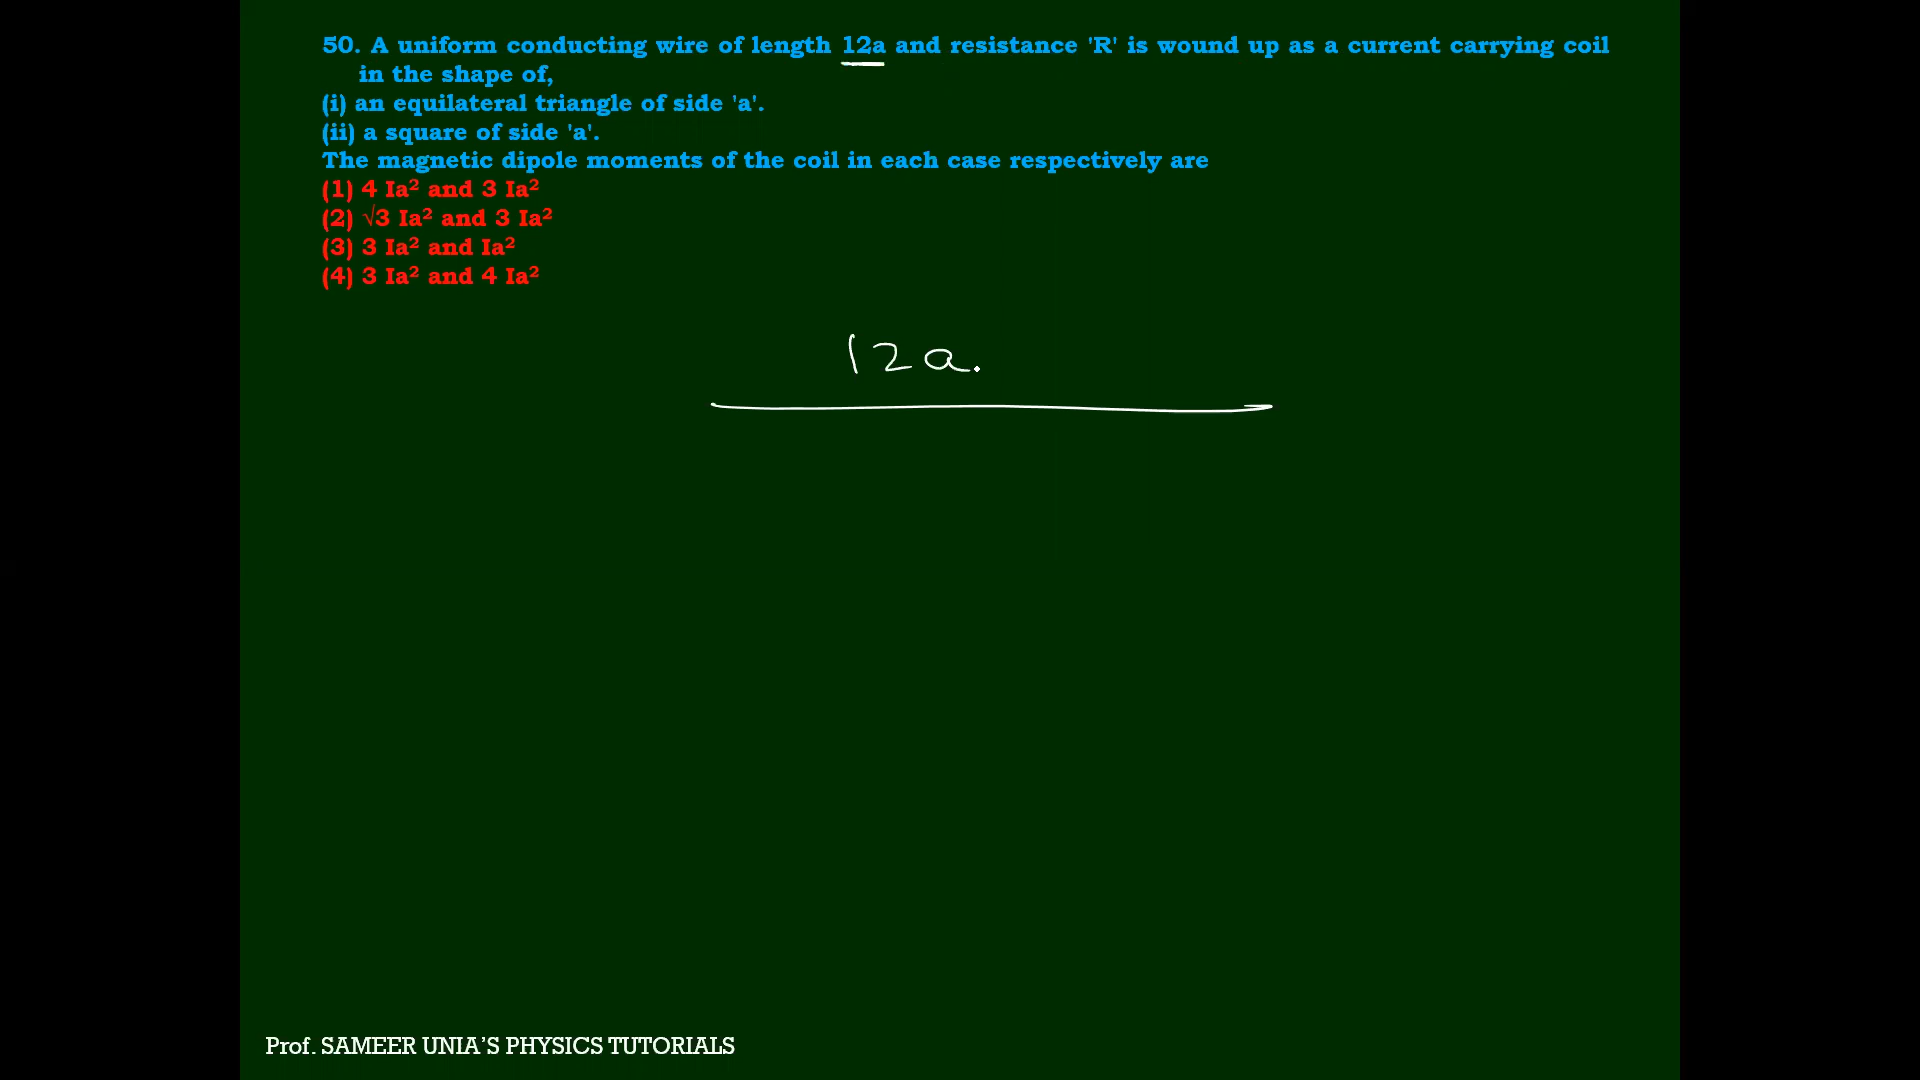 50. A uniform conducting wire of length 12a and resistance 'R' is wound up as a current carrying coil
in the shape of,
(i) an equilateral triangle of side 'a'.
(ii) a square of side 'a'.
The magnetic dipole moments of the coil in each case respectively are
(1) 4 Ia² and 3 Ia²
(2) √3 Ia² and 3 Ia²
(3) 3 Ia² and Ia²
(4) 3 Ia² and 4 Ia²
12a.
Prof. SAMEER UNIA’S PHYSICS TUTORIALS